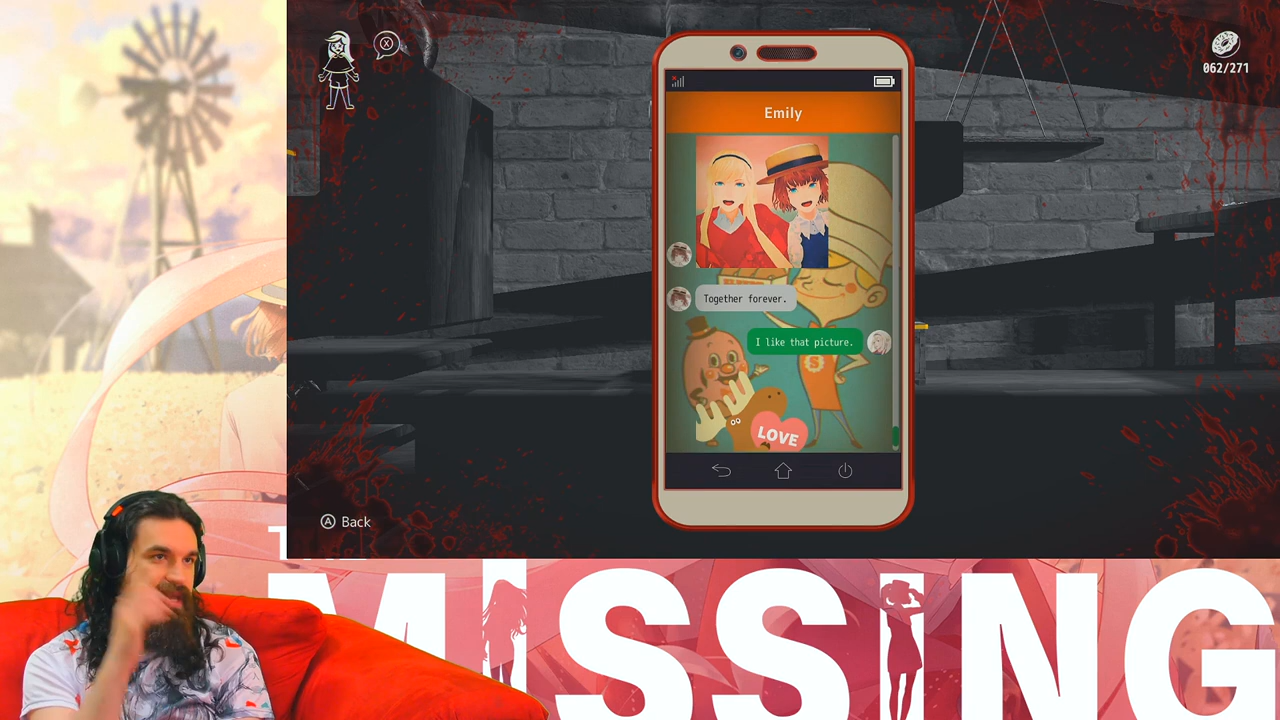 X
062/271
Emily
Together forever.
I like that picture.
S
LOVE
A Back
MISSING